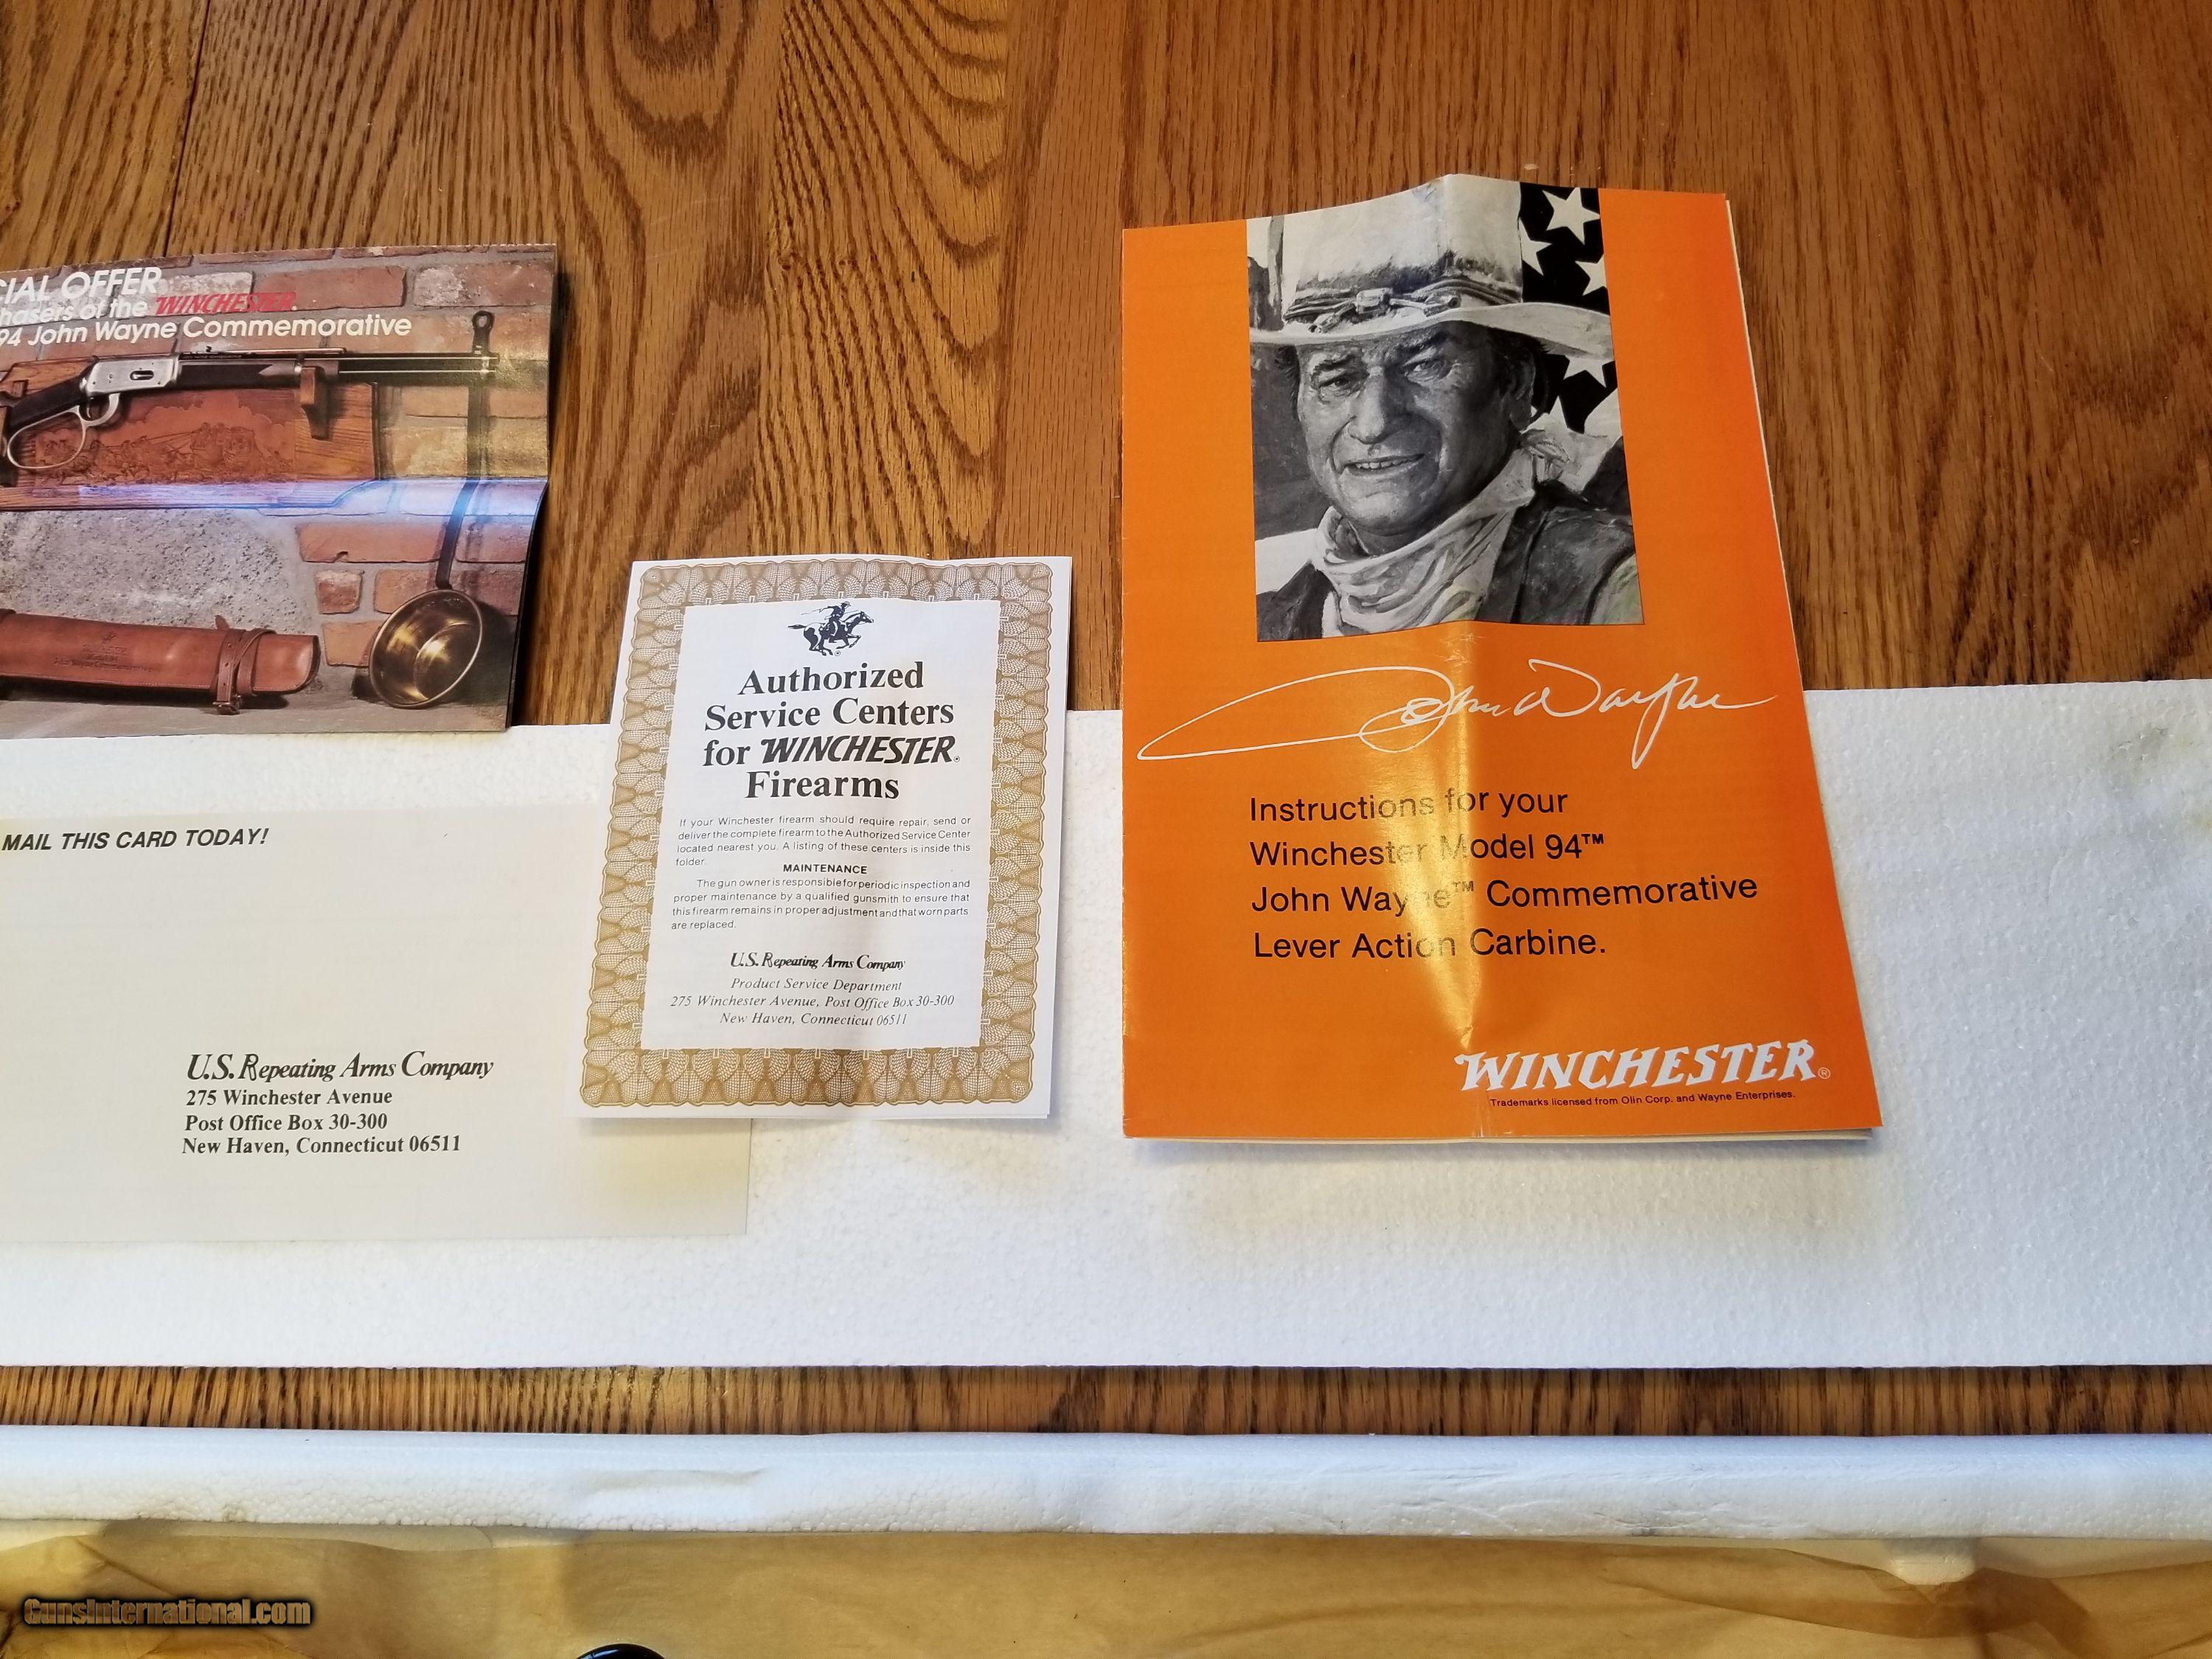 CIAL OFFER
chasers of the WINCHESTER.
94 John Wayne Commemorative
MAIL THIS CARD TODAY!
U.S. Repeating Arms Company
275 Winchester Avenue
Post Office Box 30-300
New Haven, Connecticut 06511
Authorized
Service Centers
for WINCHESTER®
Firearms
If your Winchester firearm should require repair, send or
deliver the complete firearm to the Authorized Service Center
located nearest you. A listing of these centers is inside this
folder.
MAINTENANCE
The gun owner is responsible for periodic inspection and
proper maintenance by a qualified gunsmith to ensure that
this firearm remains in proper adjustment and that worn parts
are replaced.
U.S. Repeating Arms Company
Product Service Department
275 Winchester Avenue, Post Office Box 30-300
New Haven, Connecticut 06511
John Wayne
Instructions for your
Winchester Model 94™
John Wayne™ Commemorative
Lever Action Carbine.
WINCHESTER®
Trademarks licensed from Olin Corp. and Wayne Enterprises.
GunsInternational.com